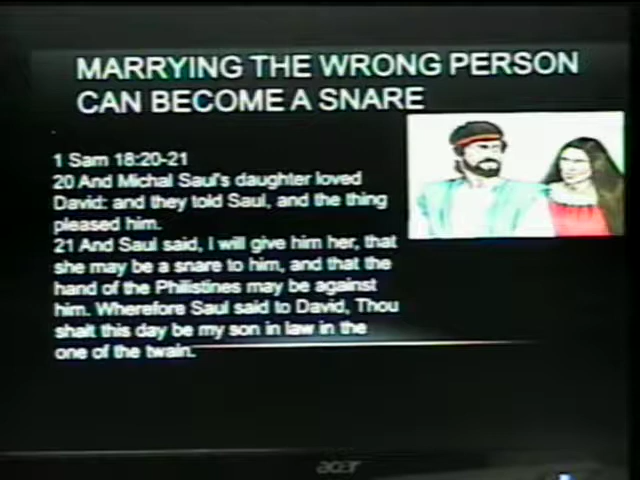 MARRYING THE WRONG PERSON
CAN BECOME A SNARE
1 Sam 18:20-21
20 And Michal Saul's daughter loved
David: and they told Saul, and the thing
pleased him.
21 And Saul said, I will give him her, that
she may be a snare to him, and that the
hand of the Philistines may be against
him. Wherefore Saul said to David, Thou
shalt this day be my son in law in the
one of the twain.
acer